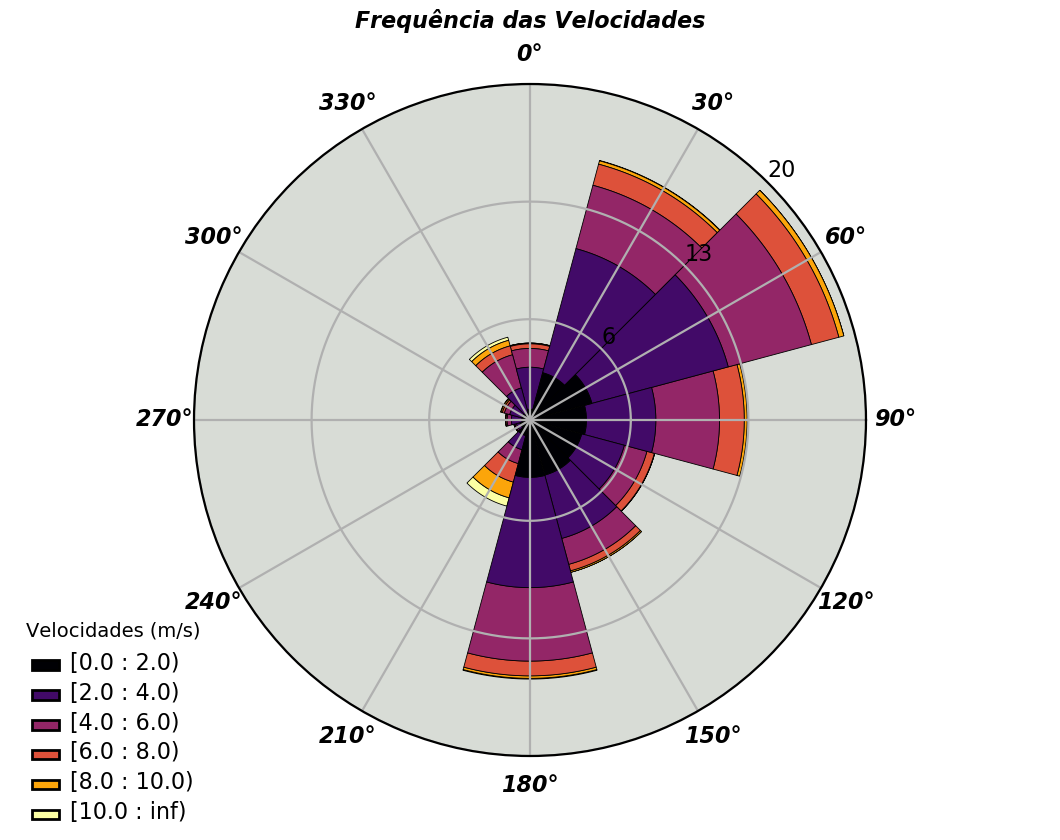 Frequência das Velocidades
0°
330°
30°
20
300°
60°
13
6
270°
90°
240°
120°
210°
150°
180°
Velocidades (m/s)
[0.0 : 2.0)
[2.0 : 4.0)
[4.0 : 6.0)
[6.0 : 8.0)
[8.0 : 10.0)
[10.0 : inf)